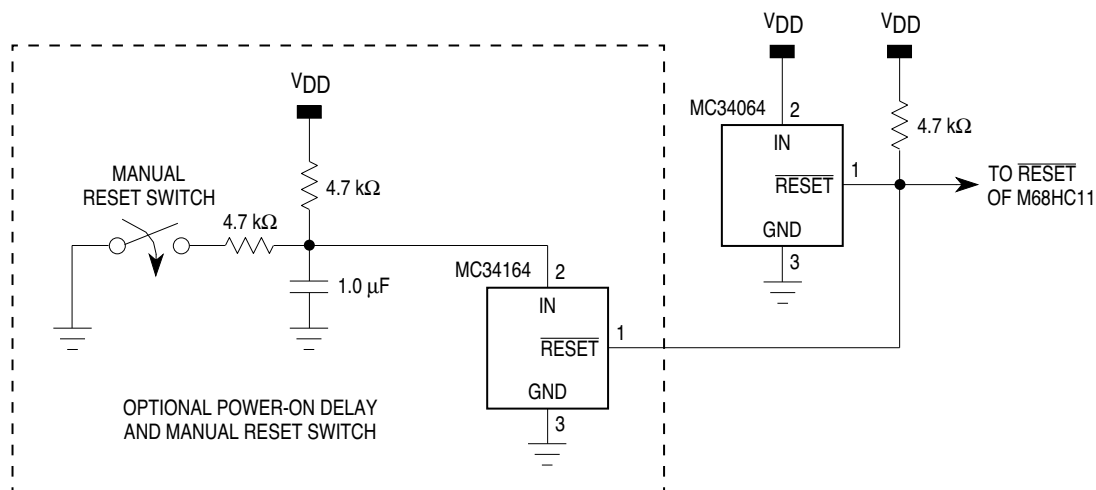 VDD
VDD
VDD
MC34064
2
IN
4.7 kΩ
MANUAL
RESET SWITCH
4.7 kΩ
4.7 kΩ
1
RESET
TO RESET
OF M68HC11
GND
3
1.0 µF
MC34164
2
IN
1
RESET
GND
3
OPTIONAL POWER-ON DELAY
AND MANUAL RESET SWITCH